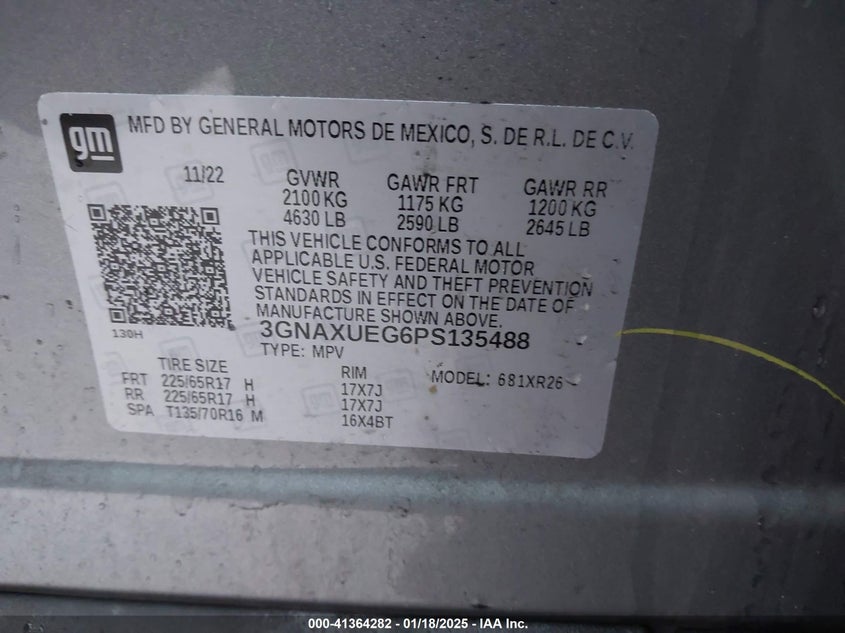 gm
MFD BY GENERAL MOTORS DE MEXICO, S. DE R.L. DE C.V.
11/22 GVWR GAWR FRT GAWR RR
2100 KG 1175 KG 1200 KG
4630 LB 2590 LB 2645 LB
THIS VEHICLE CONFORMS TO ALL
APPLICABLE U.S. FEDERAL MOTOR
VEHICLE SAFETY AND THEFT PREVENTION
STANDARDS IN EFFECT ON THE DATE OF
MANUFACTURE SHOWN ABOVE.
130H 3GNAXUEG6PS135488
TYPE: MPV
TIRE SIZE RIM MODEL: 681XR26
FRT 225/65R17 H 17X7J
RR 225/65R17 H 17X7J
SPA T135/70R16 M 16X4BT
000-41364282 - 01/18/2025 - IAA Inc.